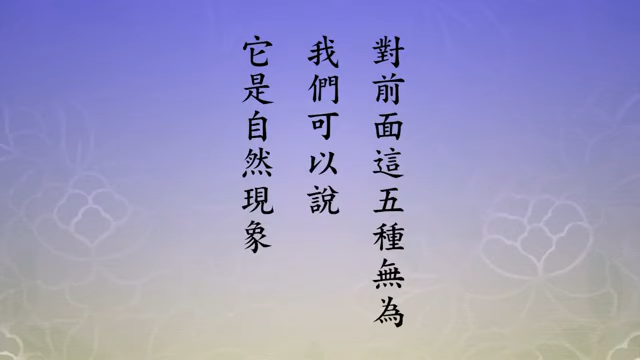 對前面這五種無為
我們可以說
它是自然現象